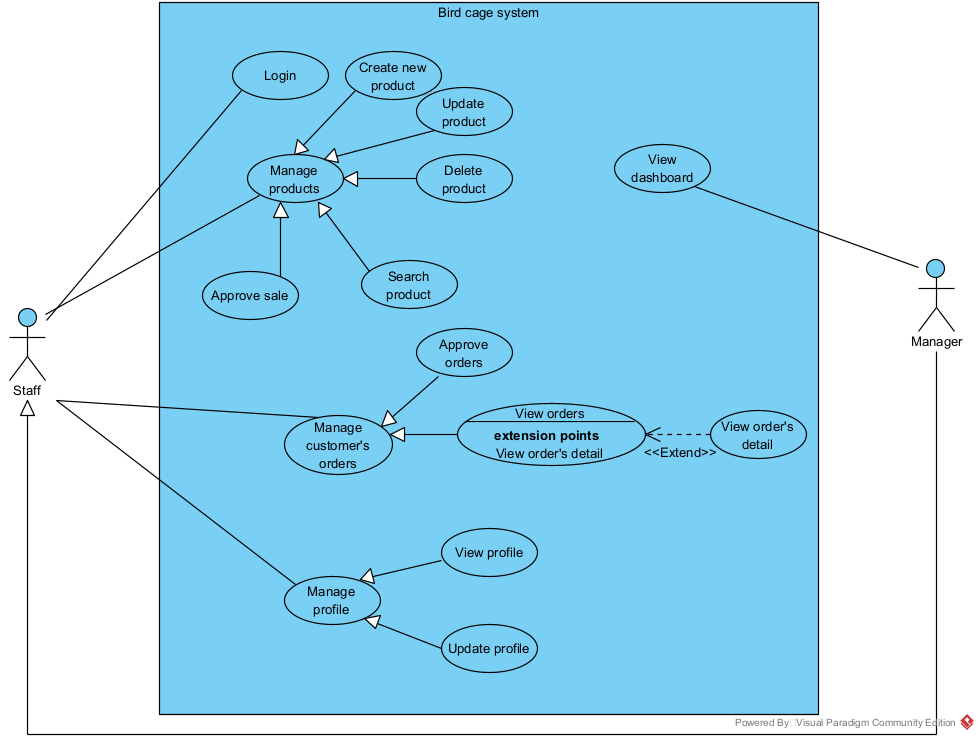 Bird cage system
Login
Create new
product
Update
product
Manage
products
Delete
product
View
dashboard
Approve sale
Search
product
Manager
Staff
Approve
orders
Manage
customer's
orders
View orders
extension points
View order's detail
<<Extend>>
View order's
detail
View profile
Manage
profile
Update profile
Powered By Visual Paradigm Community Edition